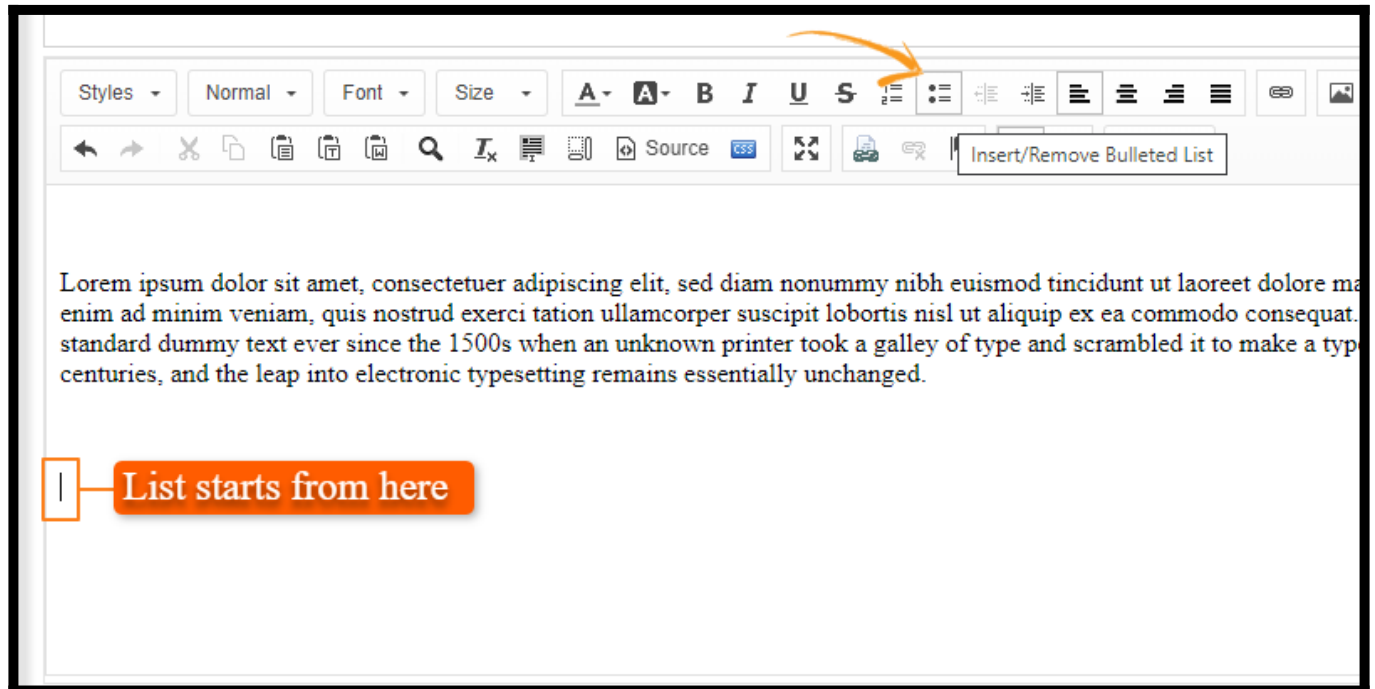 Styles Normal Font Size A A B I U S
Source css Insert/Remove Bulleted List
Lorem ipsum dolor sit amet, consectetuer adipiscing elit, sed diam nonummy nibh euismod tincidunt ut laoreet dolore ma
enim ad minim veniam, quis nostrud exerci tation ullamcorper suscipit lobortis nisl ut aliquip ex ea commodo consequat.
standard dummy text ever since the 1500s when an unknown printer took a galley of type and scrambled it to make a typ
centuries, and the leap into electronic typesetting remains essentially unchanged.
List starts from here